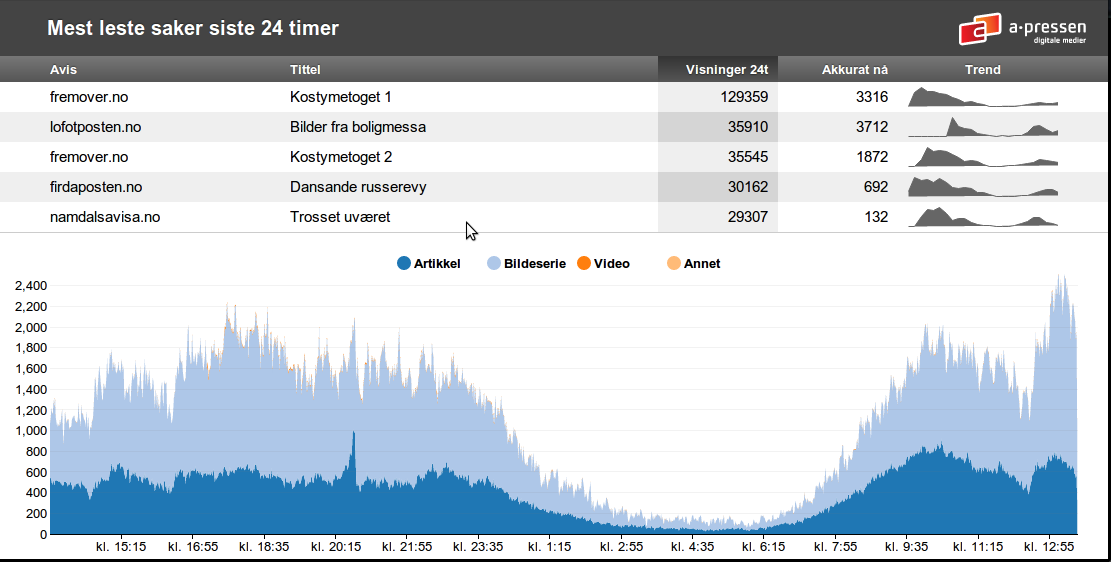 Mest leste saker siste 24 timer
a·pressen
digitale medier
Avis Tittel Visninger 24t Akkurat nå Trend
fremover.no Kostymetoget 1 129359 3316
lofotposten.no Bilder fra boligmessa 35910 3712
fremover.no Kostymetoget 2 35545 1872
firdaposten.no Dansande russerevy 30162 692
namdalsavisa.no Trosset uværet 29307 132
Artikkel Bildeserie Video Annet
2,400
2,200
2,000
1,800
1,600
1,400
1,200
1,000
800
600
400
200
0
kl. 15:15 kl. 16:55 kl. 18:35 kl. 20:15 kl. 21:55 kl. 23:35 kl. 1:15 kl. 2:55 kl. 4:35 kl. 6:15 kl. 7:55 kl. 9:35 kl. 11:15 kl. 12:55